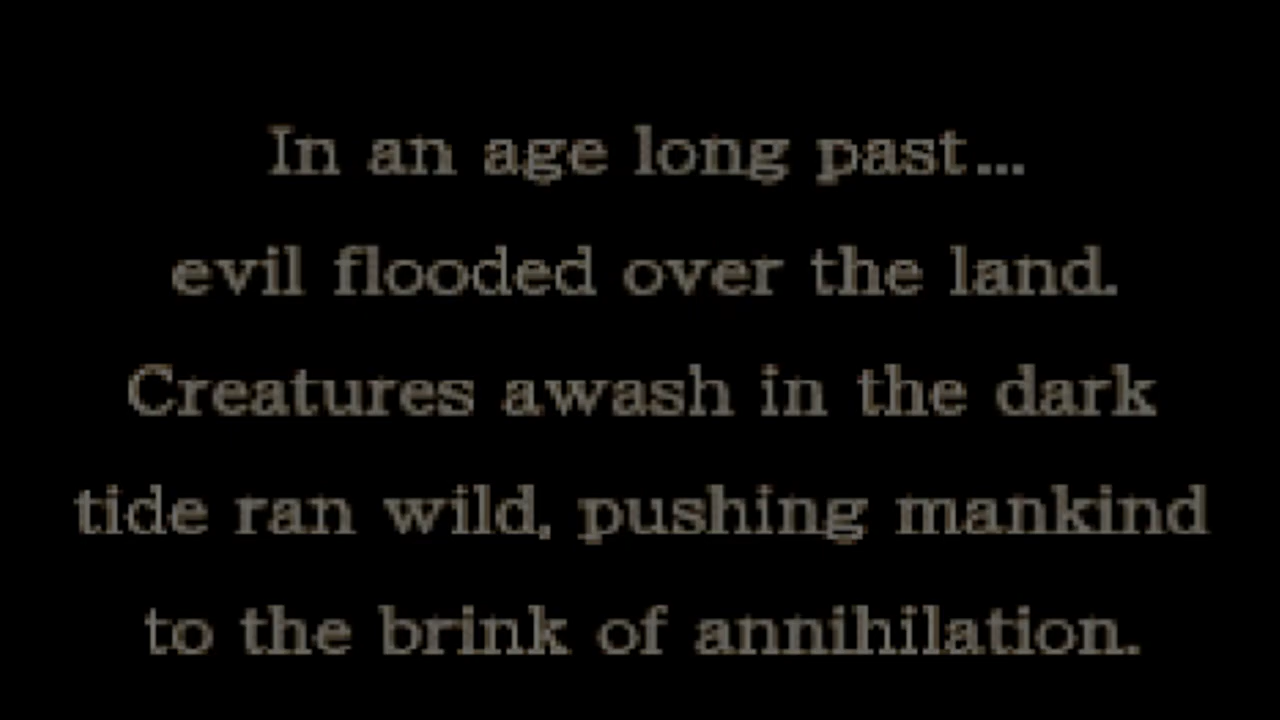 In an age long past...
evil flooded over the land.
Creatures awash in the dark
tide ran wild, pushing mankind
to the brink of annihilation.